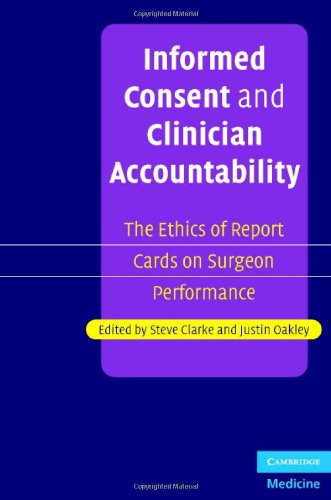 Informed
Consent and
Clinician
Accountability
The Ethics of Report
Cards on Surgeon
Performance
Edited by Steve Clarke and Justin Oakley
CAMBRIDGE
Medicine